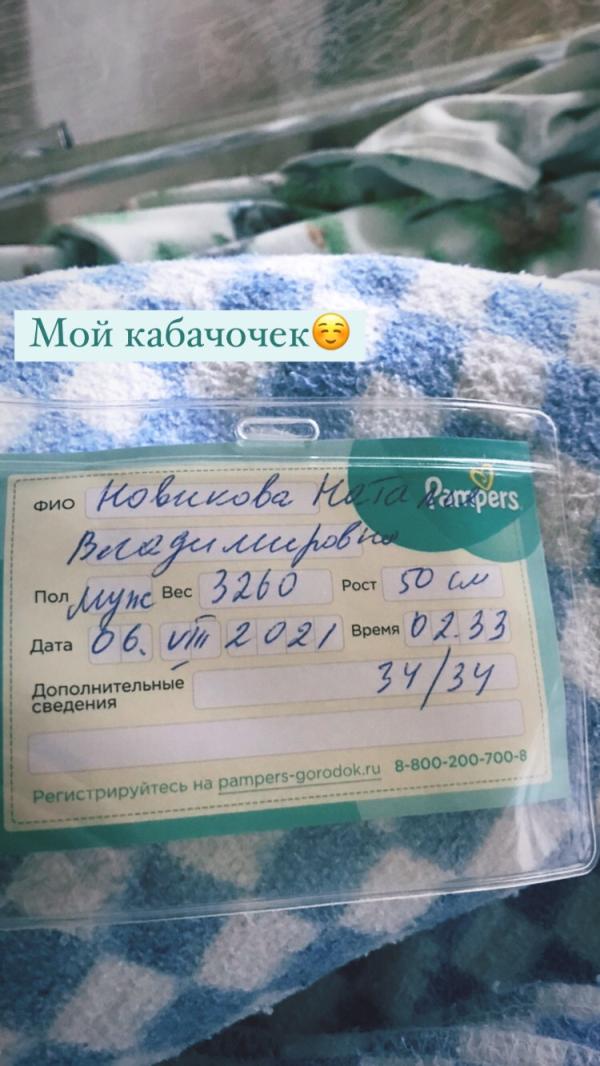 Мой кабачочек☺️
Pampers
ФИО Новикова Наталия
Владимировна
Пол Муж Вес 3260 Рост 50 см
Дата 06. VIII 2021 Время 02.33
Дополнительные сведения 34/34
Регистрируйтесь на pampers-gorodok.ru 8-800-200-700-8